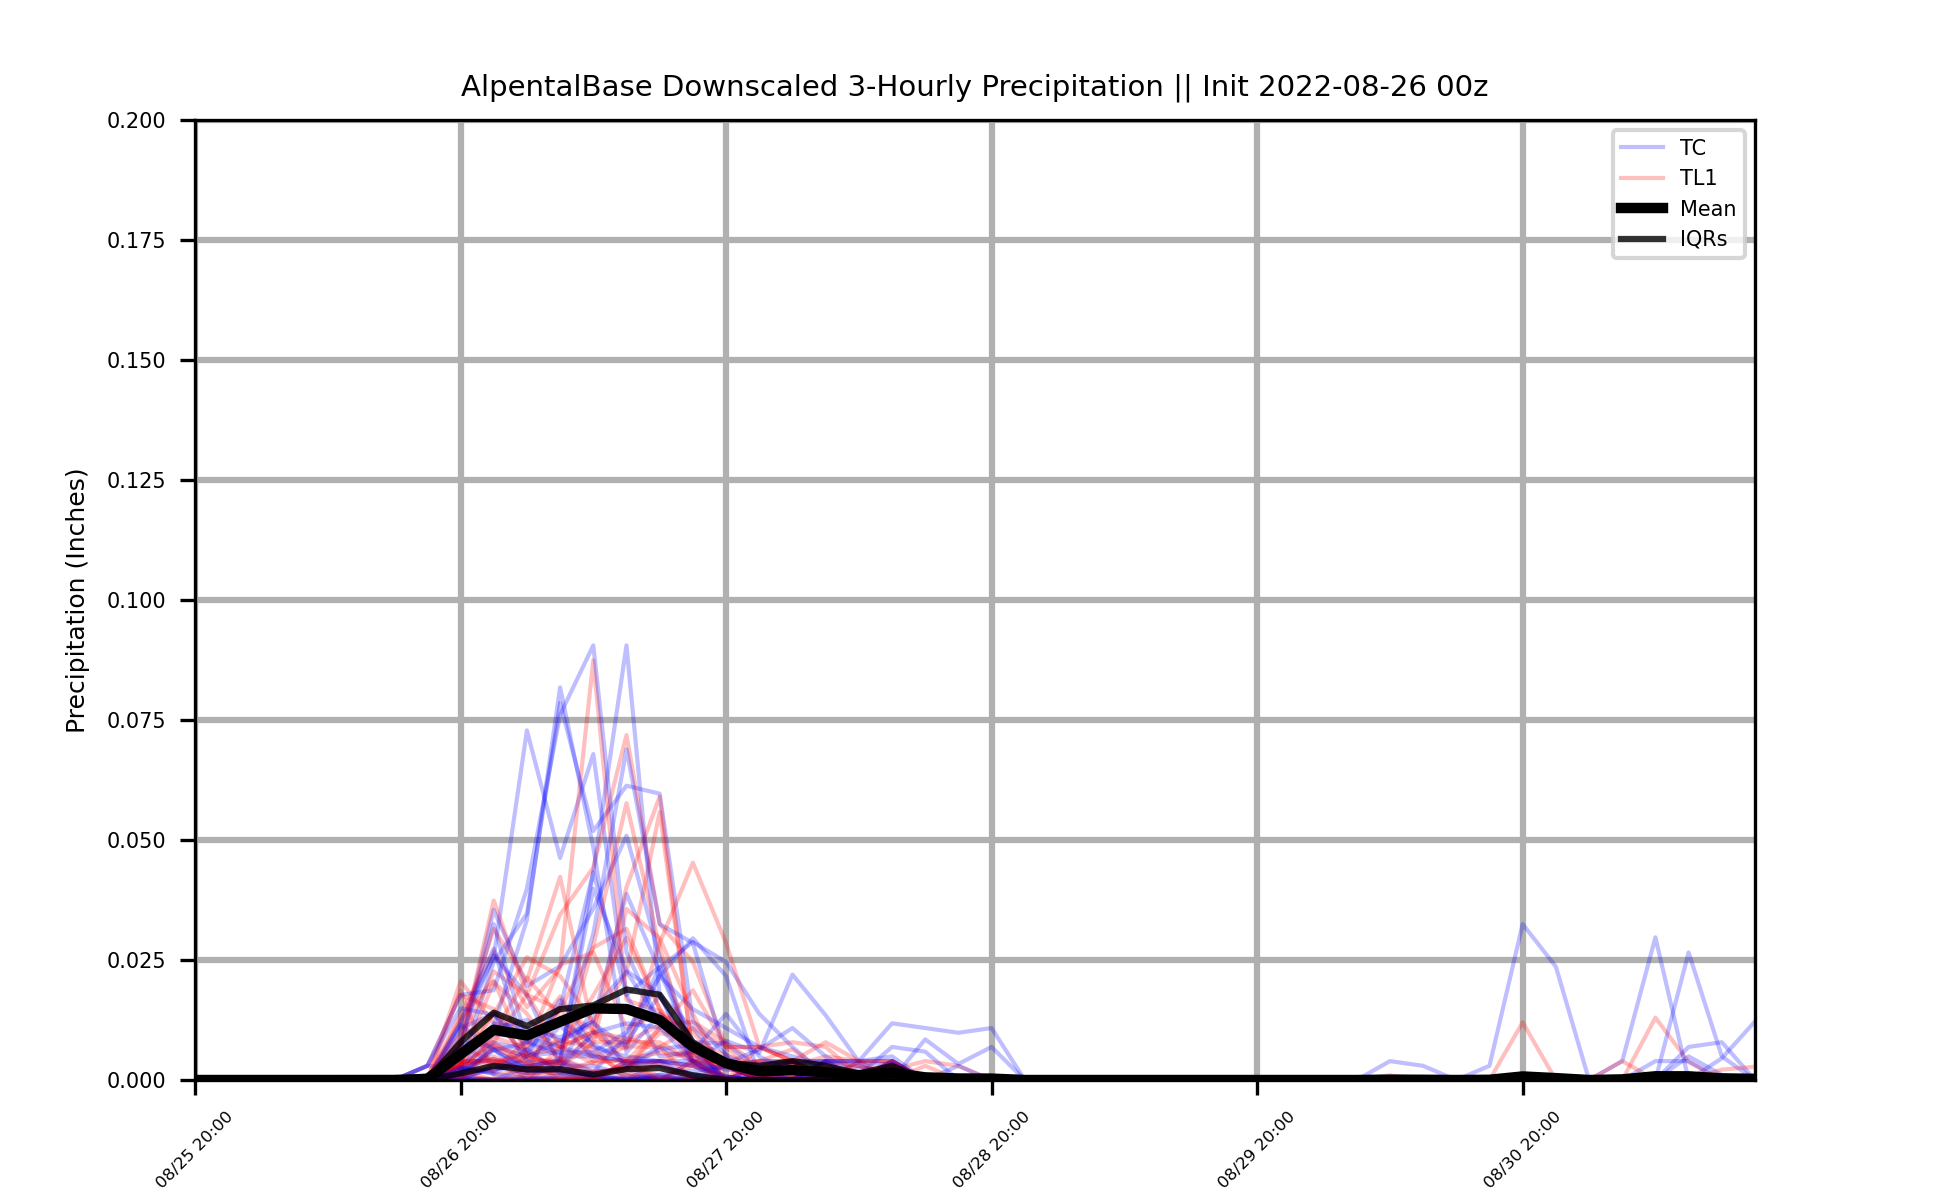 AlpentalBase Downscaled 3-Hourly Precipitation || Init 2022-08-26 00z
0.200
0.175
0.150
0.125
0.100
0.075
0.050
0.025
0.000
Precipitation (Inches)
TC
TL1
Mean
IQRs
08/25 20:00
08/26 20:00
08/27 20:00
08/28 20:00
08/29 20:00
08/30 20:00